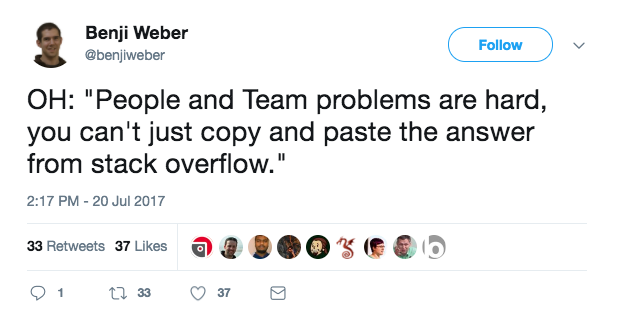 Benji Weber
@benjiweber
Follow
OH: "People and Team problems are hard,
you can't just copy and paste the answer
from stack overflow."
2:17 PM - 20 Jul 2017
33 Retweets 37 Likes
1 33 37